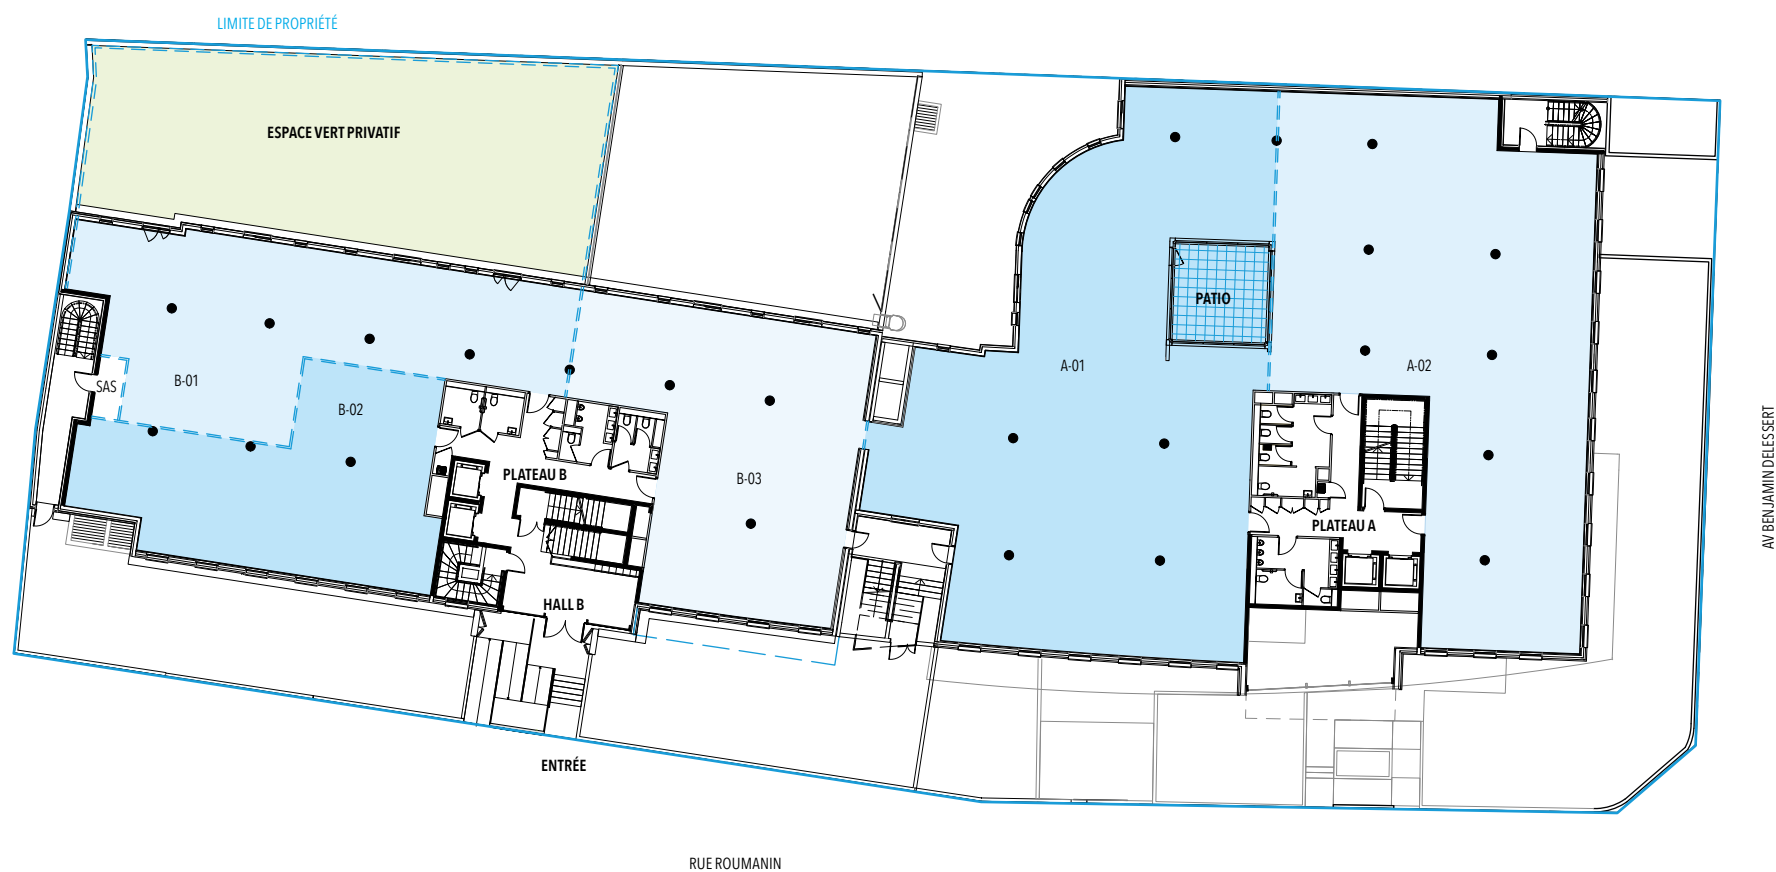 LIMITE DE PROPRIÉTÉ
ESPACE VERT PRIVATIF
PATIO
A-01
A-02
SAS
B-01
B-02
PLATEAU B
B-03
PLATEAU A
HALL B
ENTRÉE
RUE ROUMANIN
AV BENJAMIN DELESSERT